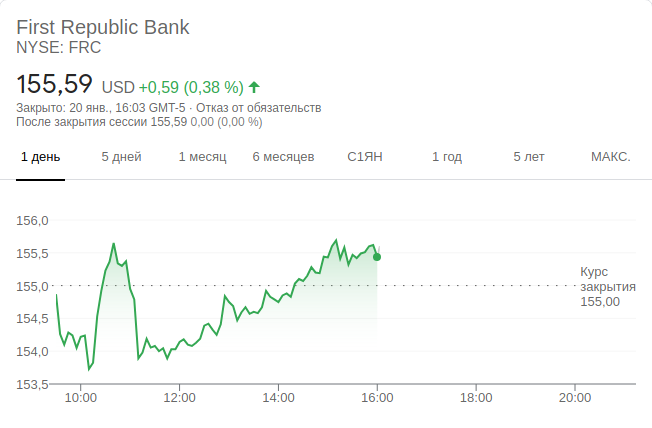 First Republic Bank
NYSE: FRC
155,59 USD +0,59 (0,38 %)
Закрыто: 20 янв., 16:03 GMT-5 · Отказ от обязательств
После закрытия сессии 155,59 0,00 (0,00 %)
1 день 5 дней 1 месяц 6 месяцев С1ЯН 1 год 5 лет МАКС.
156,0
155,5
155,0
154,5
154,0
153,5
Курс
закрытия
155,00
10:00 12:00 14:00 16:00 18:00 20:00